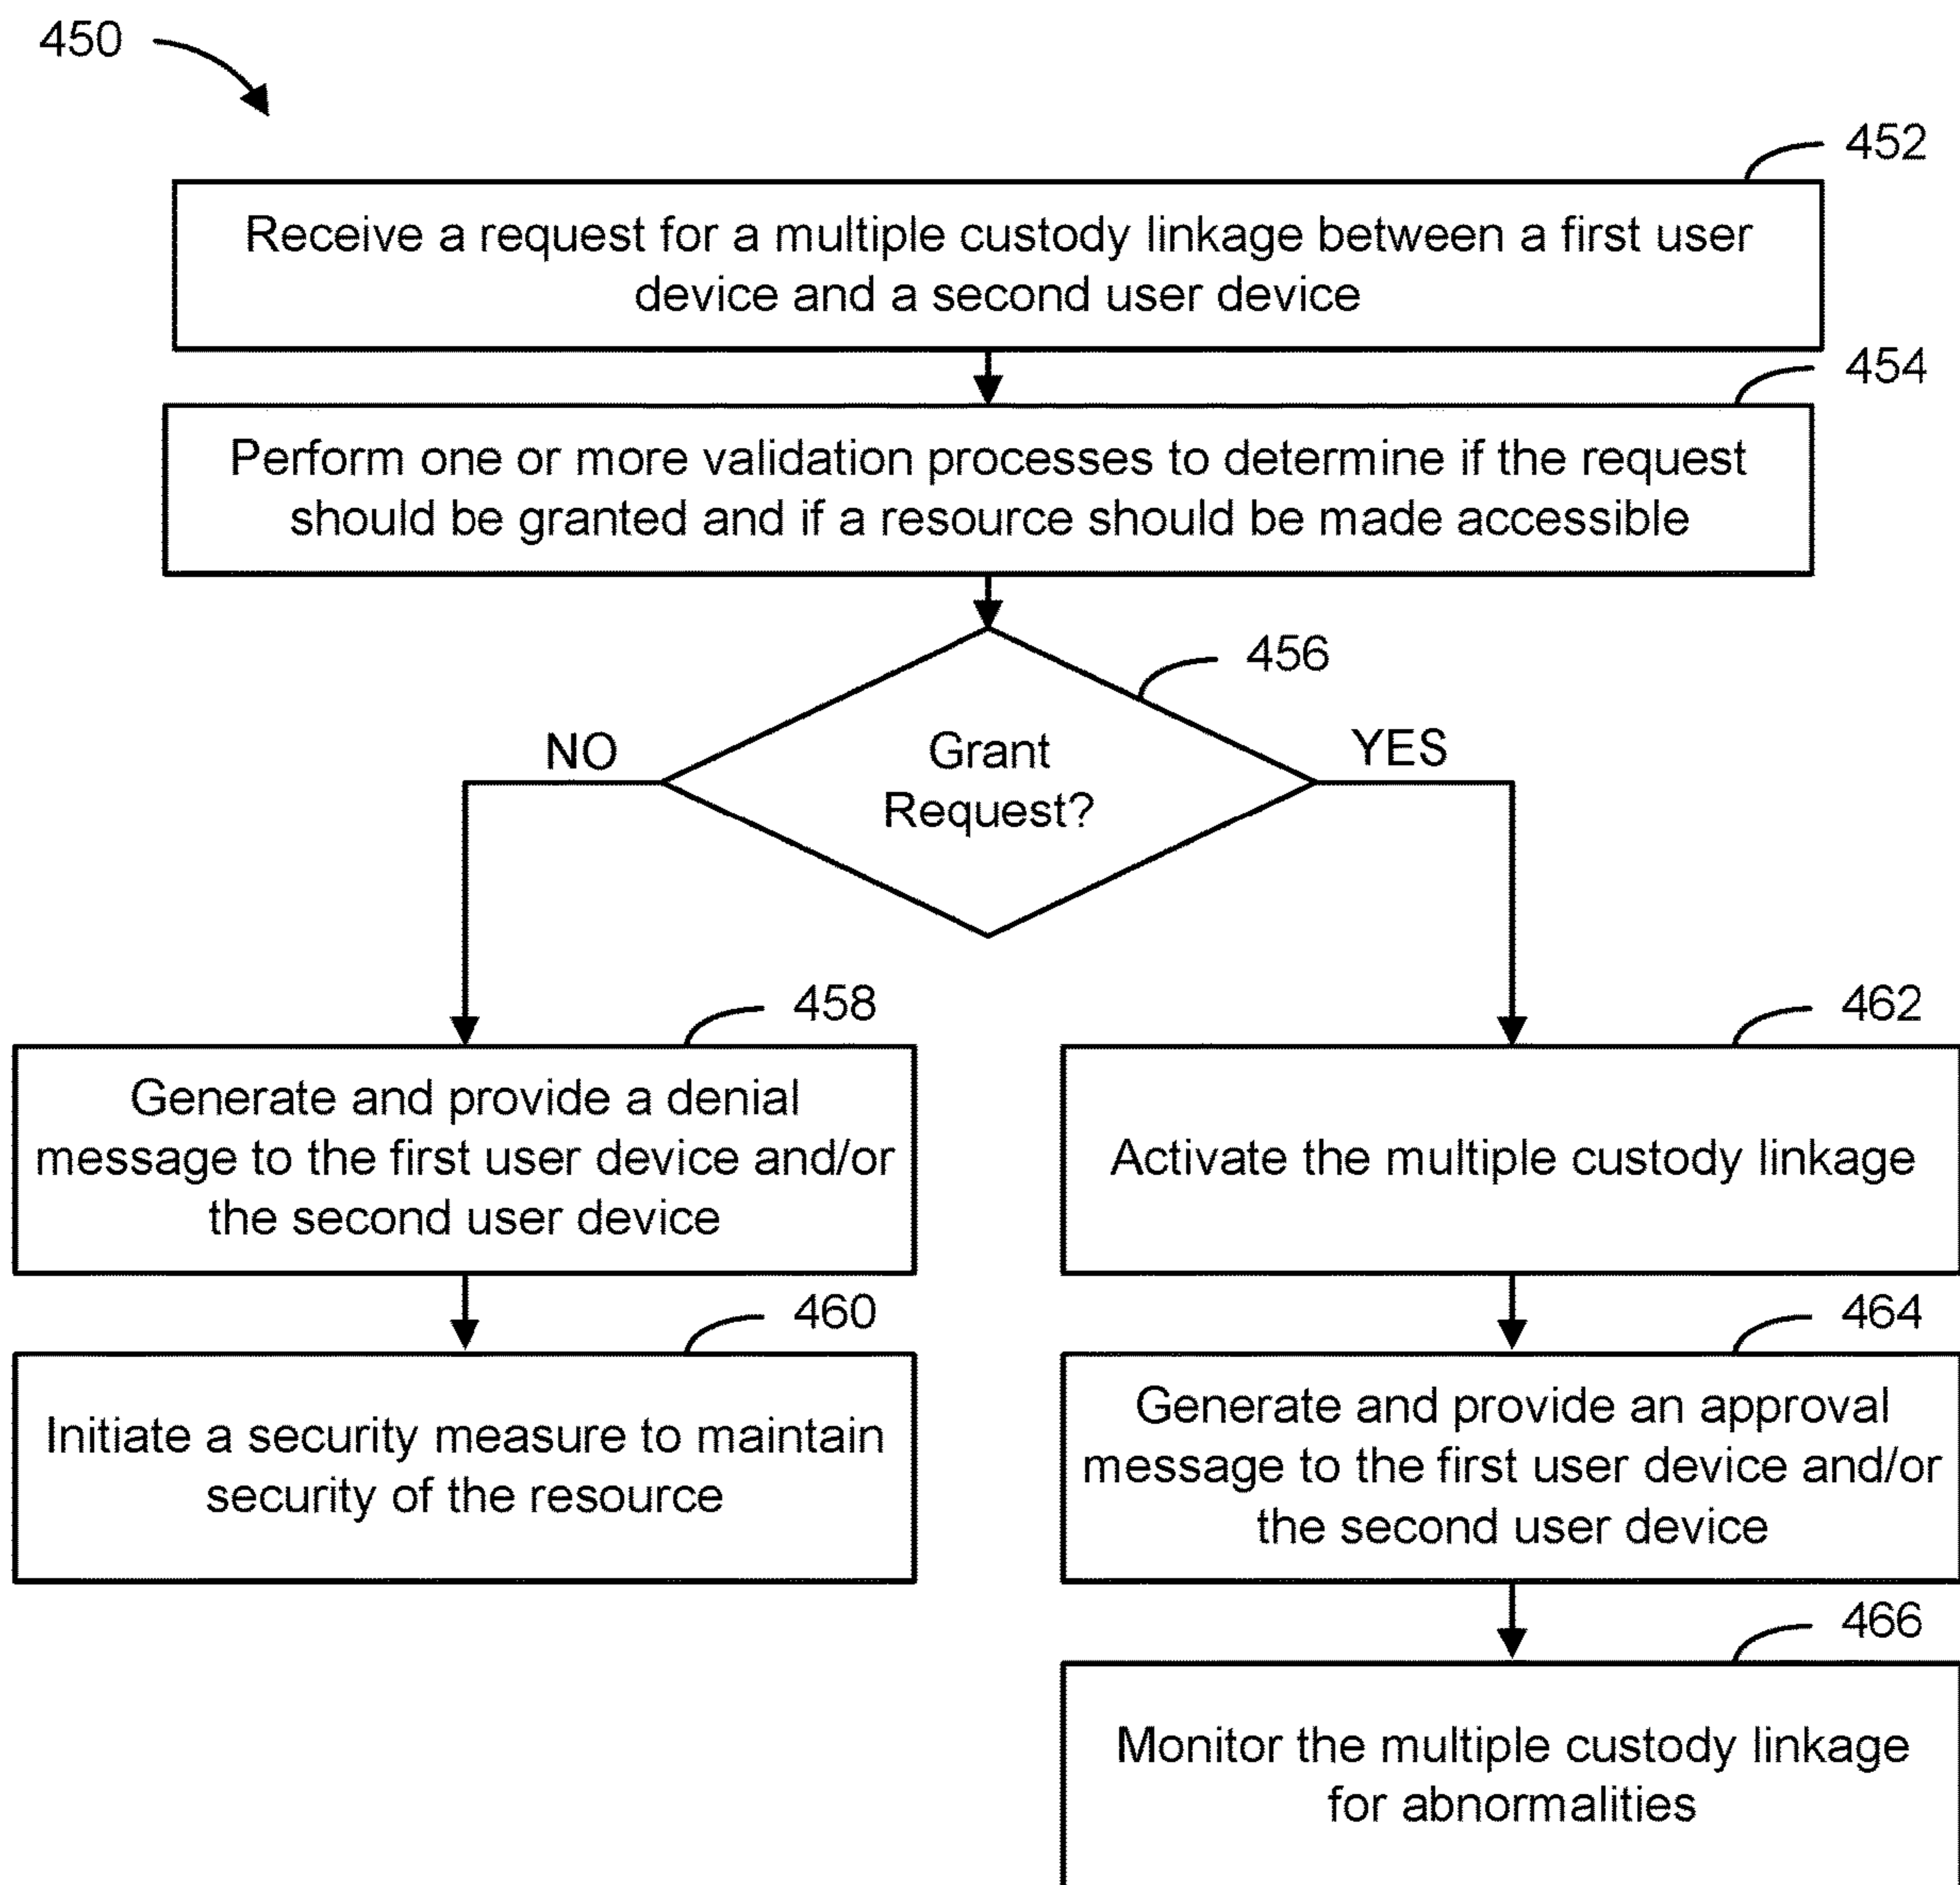 450
452
Receive a request for a multiple custody linkage between a first user
device and a second user device
454
Perform one or more validation processes to determine if the request
should be granted and if a resource should be made accessible
456
Grant
Request?
NO
YES
458
Generate and provide a denial
message to the first user device and/or
the second user device
460
Initiate a security measure to maintain
security of the resource
462
Activate the multiple custody linkage
464
Generate and provide an approval
message to the first user device and/or
the second user device
466
Monitor the multiple custody linkage
for abnormalities